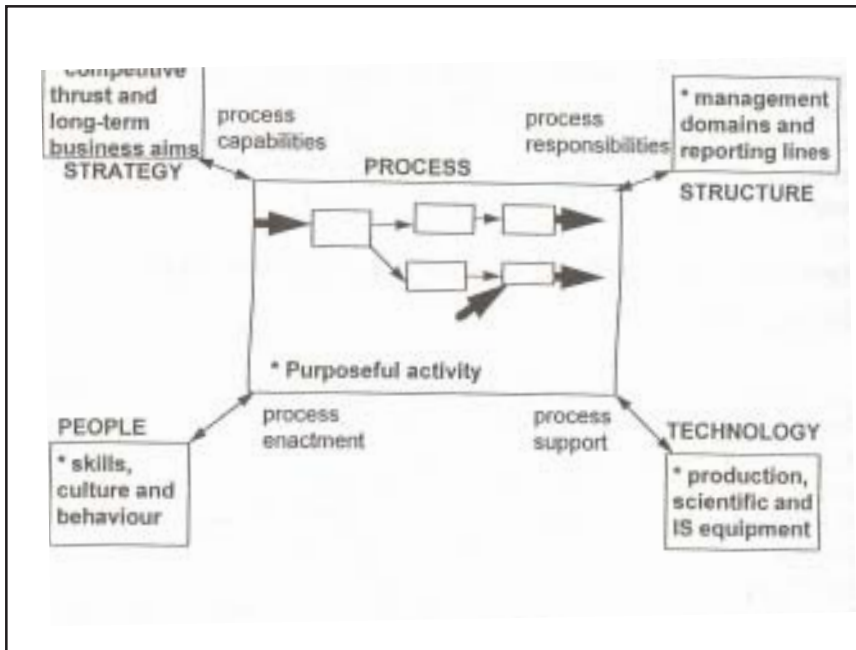 * competitive
thrust and
long-term
business aims
STRATEGY
process
capabilities
PROCESS
process
responsibilities
* management
domains and
reporting lines
STRUCTURE
* Purposeful activity
PEOPLE
* skills,
culture and
behaviour
process
enactment
process
support
TECHNOLOGY
* production,
scientific and
IS equipment